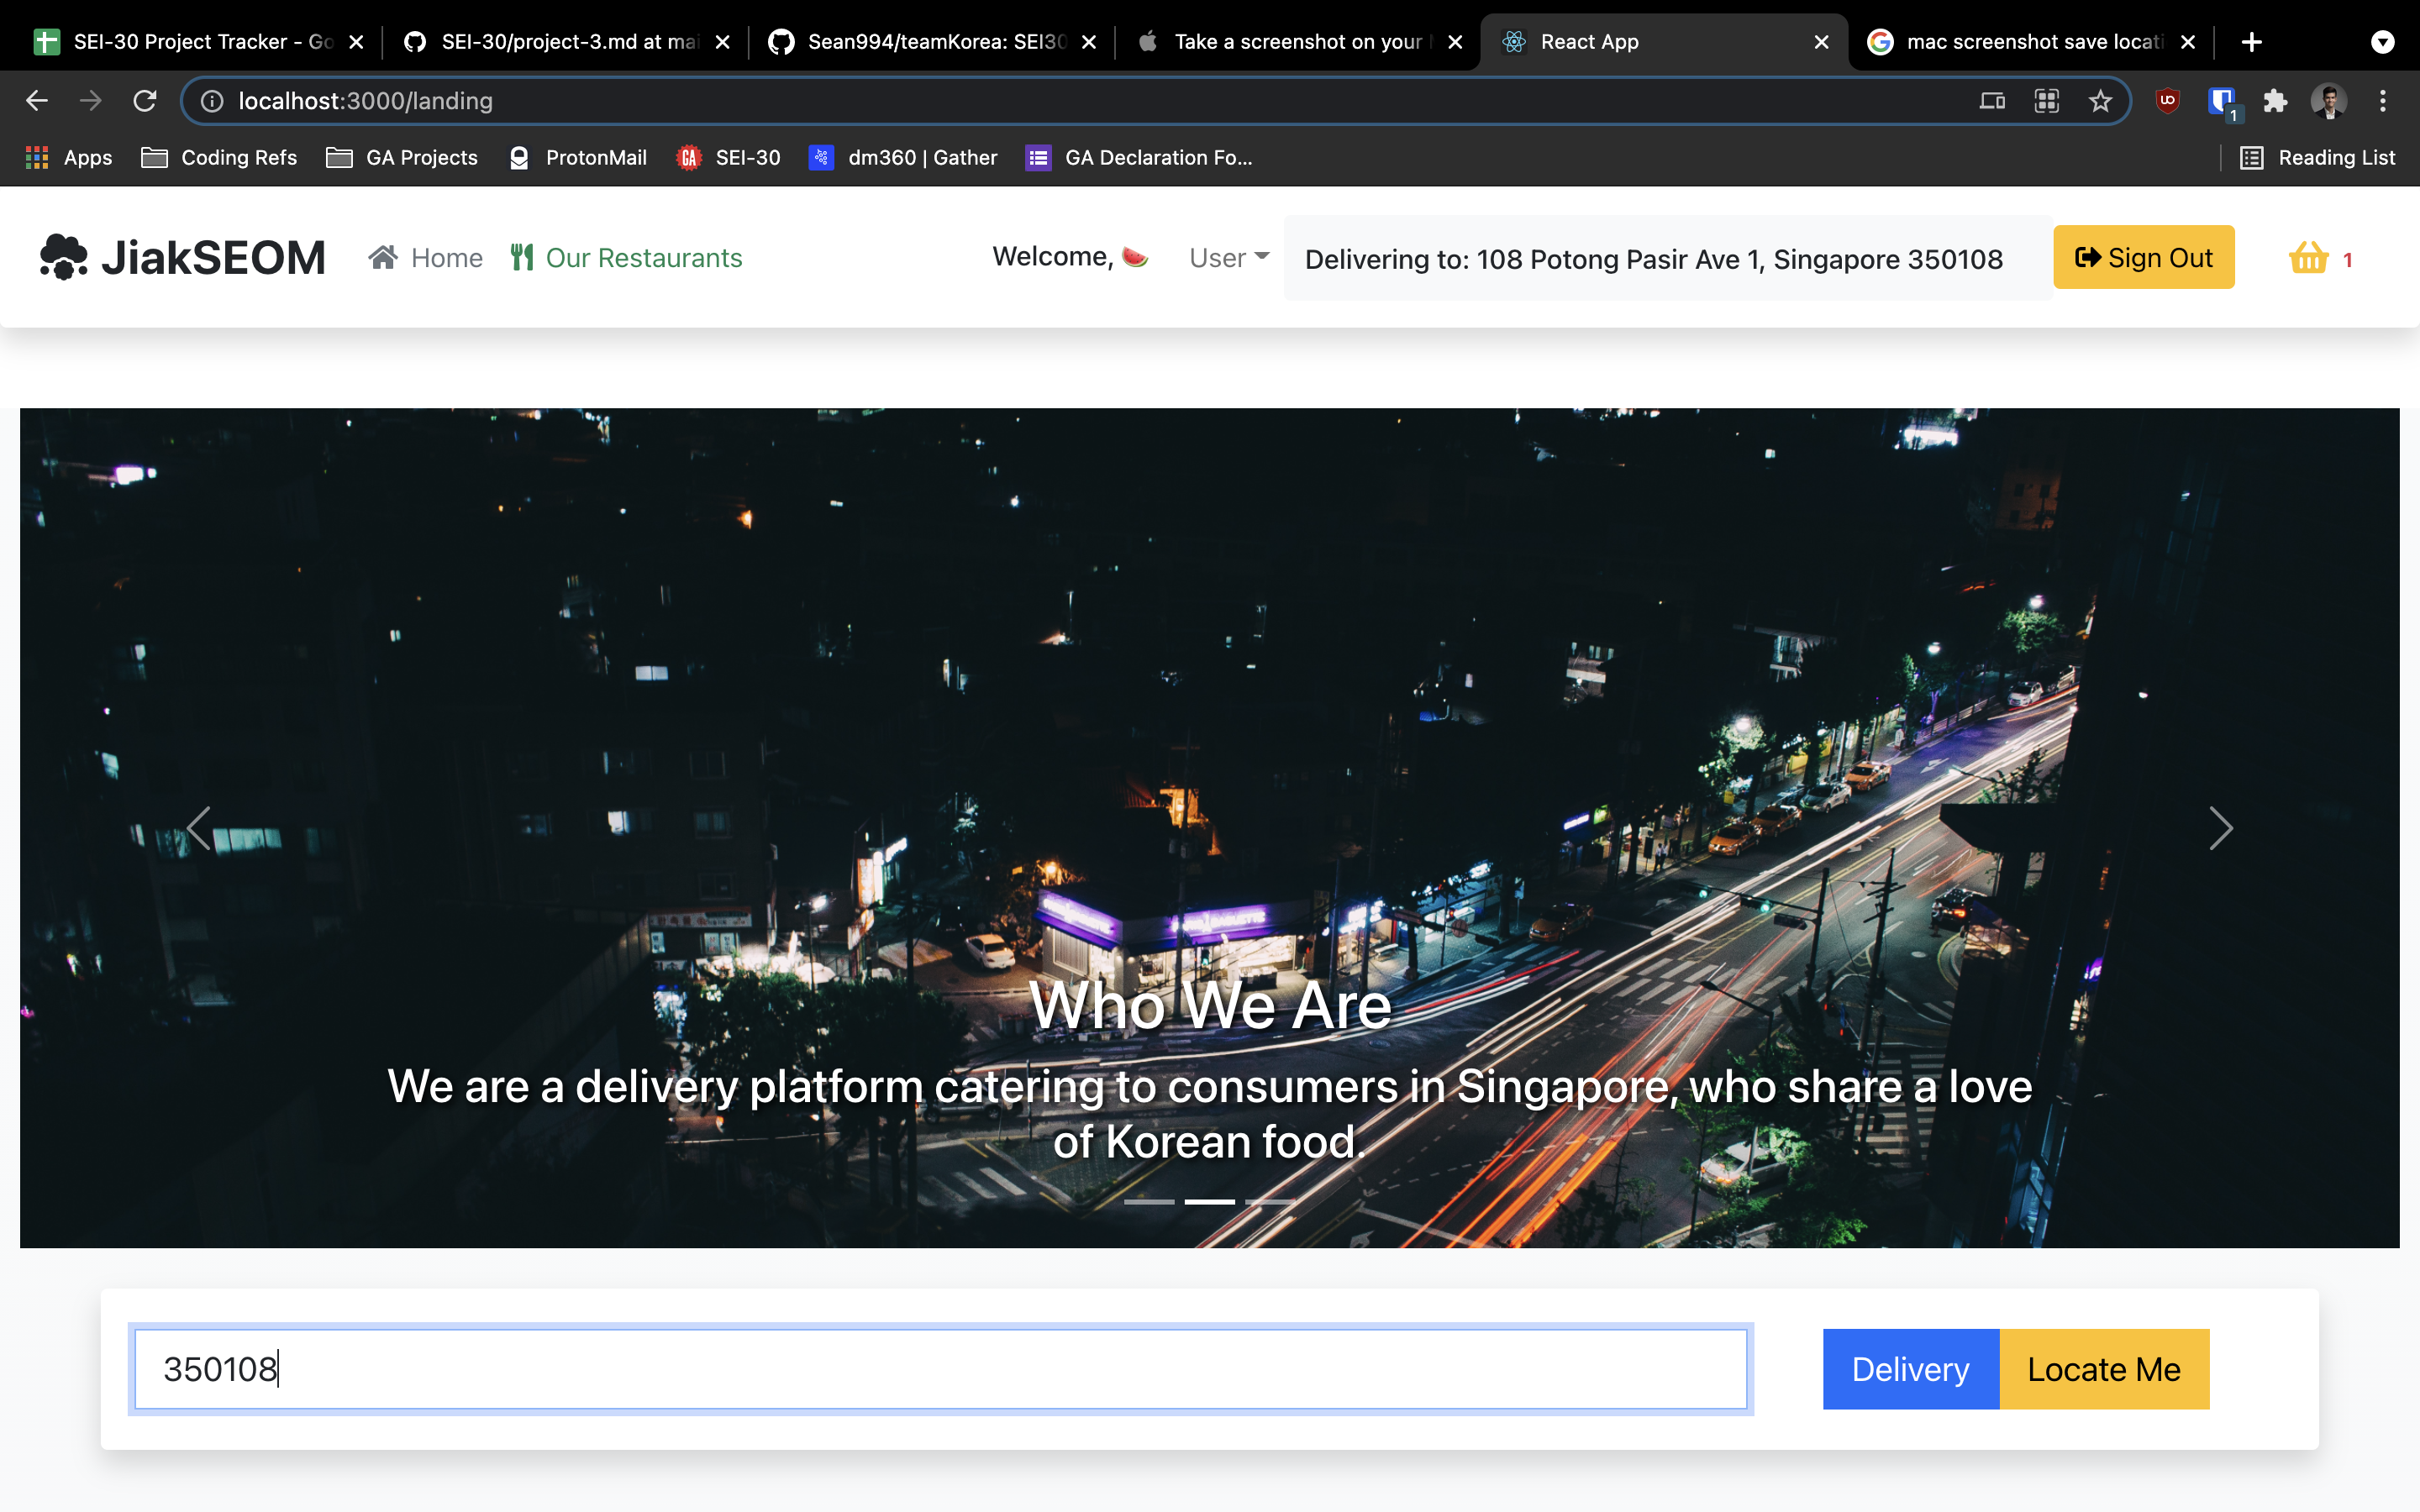 SEI-30 Project Tracker - Go
SEI-30/project-3.md at mai
Sean994/teamKorea: SEI30
Take a screenshot on your
React App
mac screenshot save locati
localhost:3000/landing
1
Apps
Coding Refs
GA Projects
ProtonMail
GA
SEI-30
dm360 | Gather
GA Declaration Fo...
Reading List
JiakSEOM
Home
Our Restaurants
Welcome, 🍉
User
Delivering to: 108 Potong Pasir Ave 1, Singapore 350108
Sign Out
1
Who We Are
We are a delivery platform catering to consumers in Singapore, who share a love
of Korean food.
350108
Delivery
Locate Me